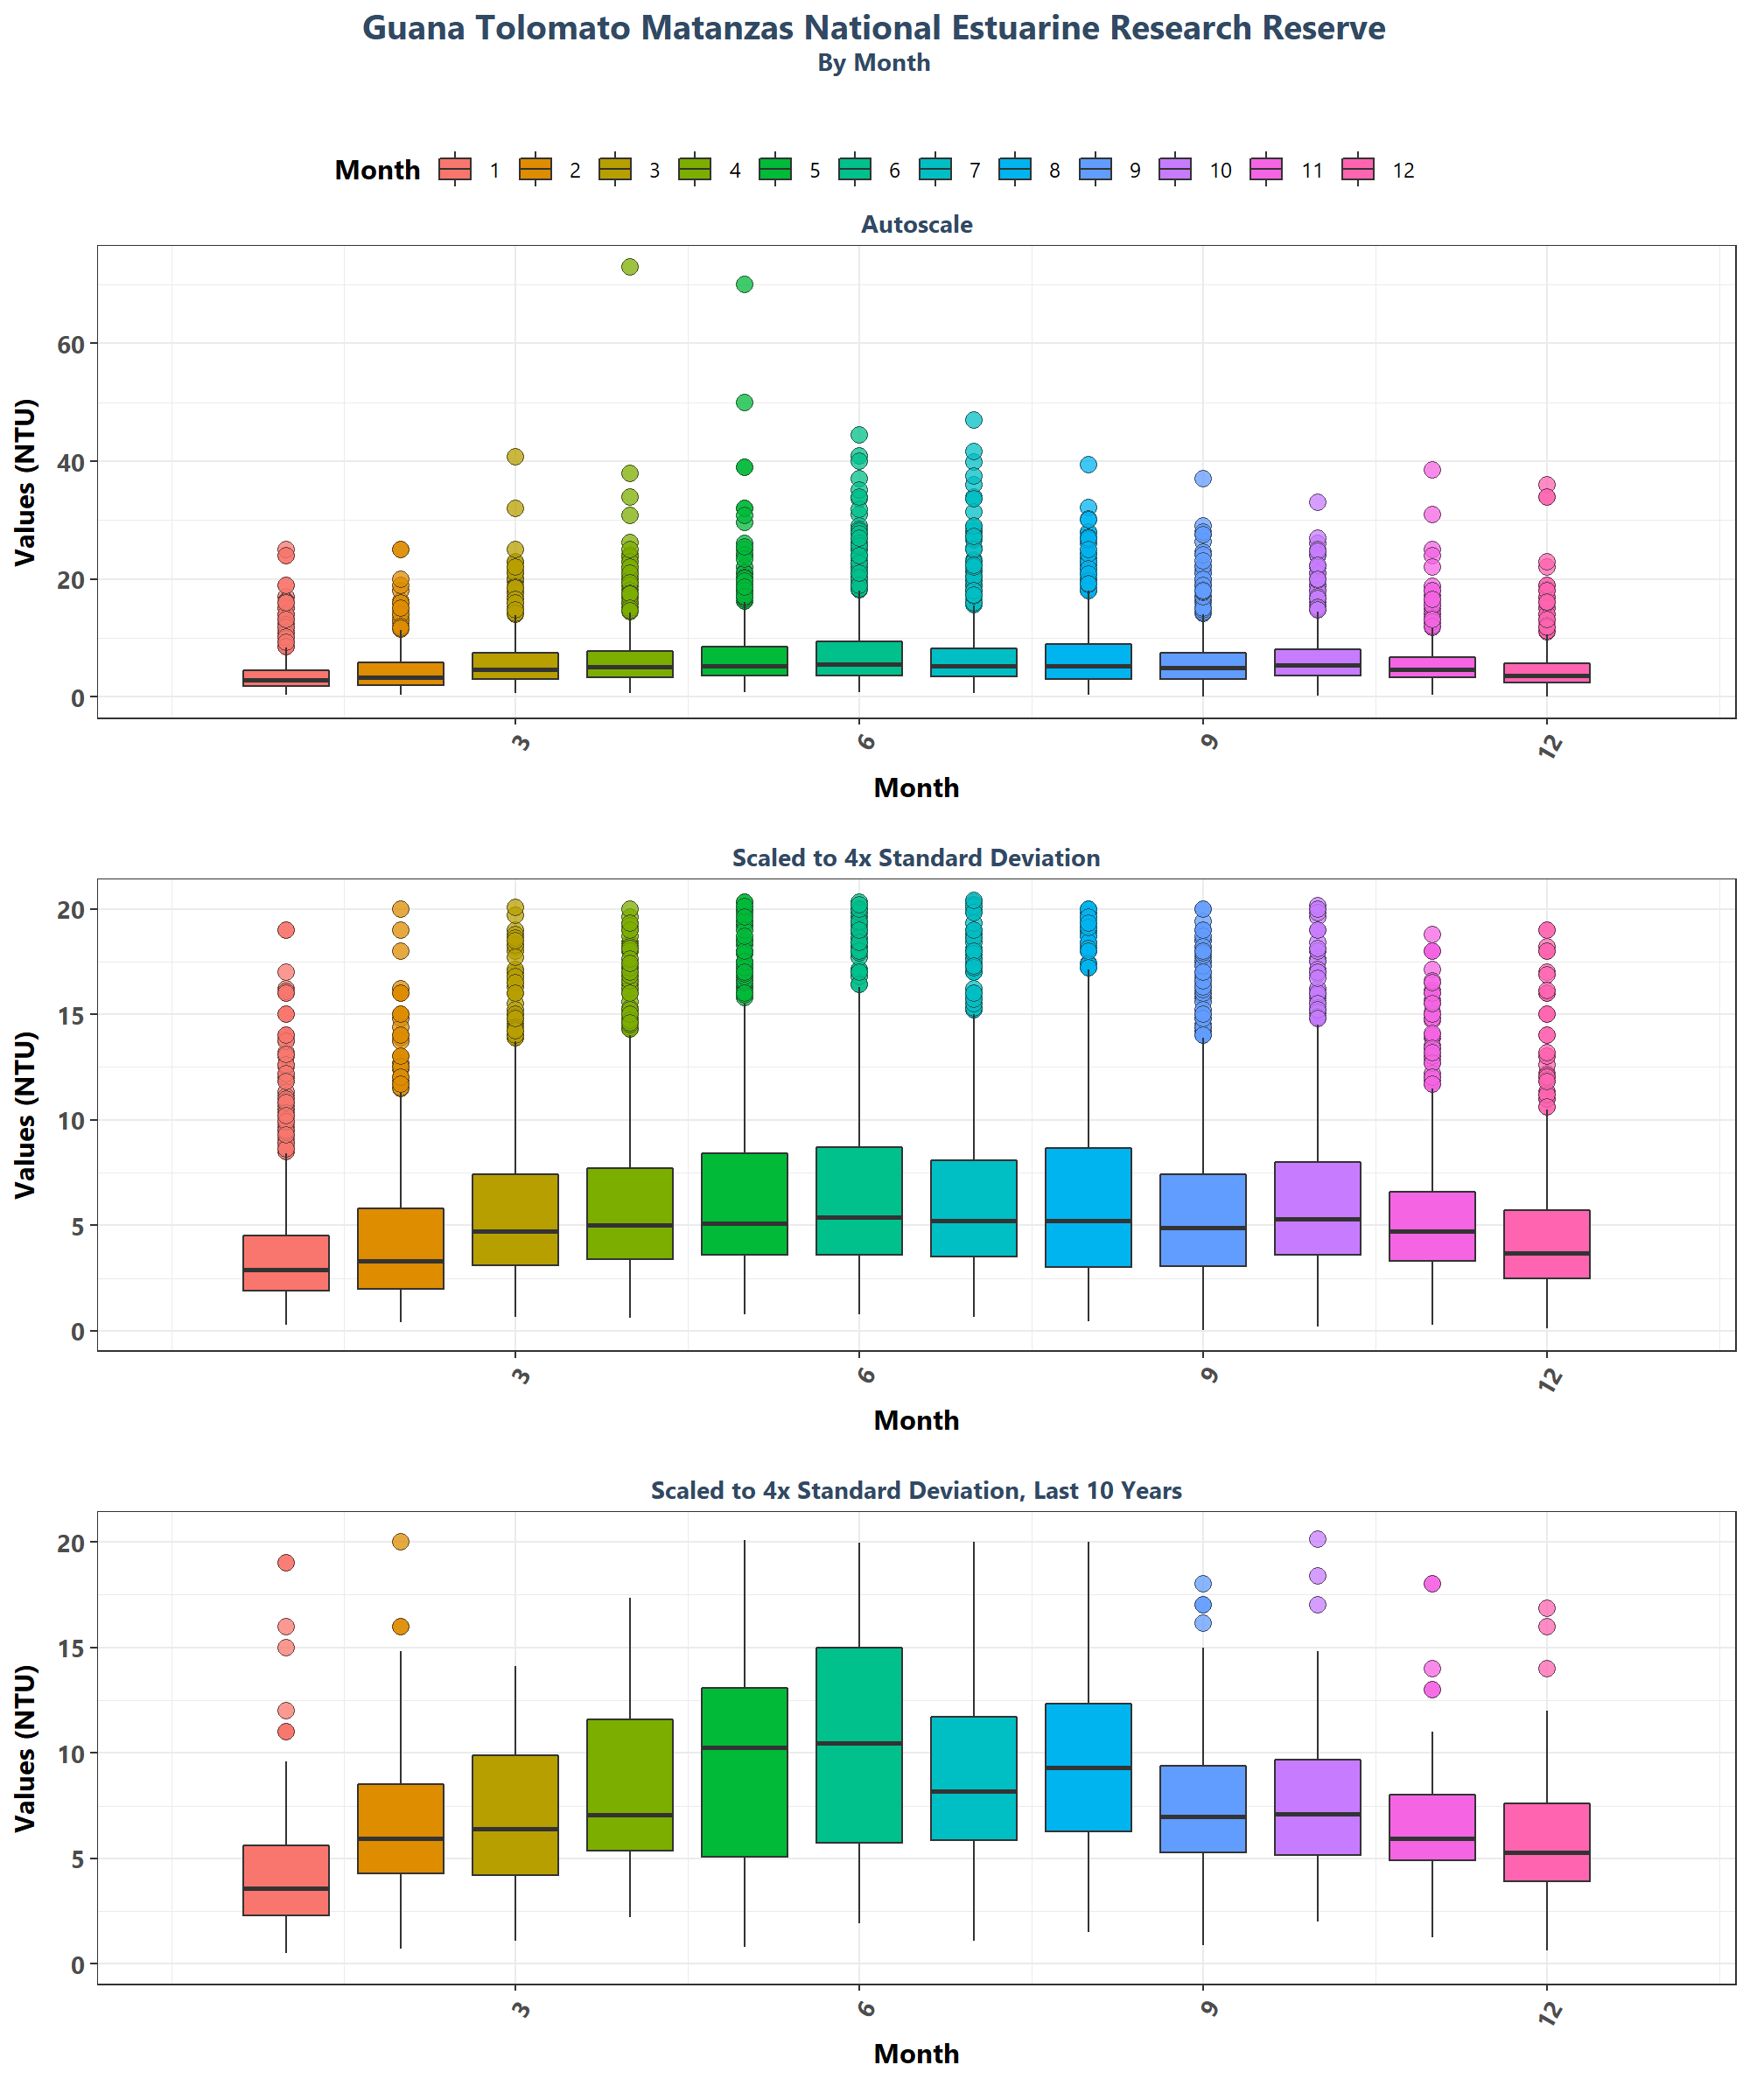 Guana Tolomato Matanzas National Estuarine Research Reserve
By Month
Month 1 2 3 4 5 6 7 8 9 10 11 12
Autoscale
Values (NTU)
60
40
20
0
3 6 9 12
Month
Scaled to 4x Standard Deviation
Values (NTU)
20
15
10
5
0
3 6 9 12
Month
Scaled to 4x Standard Deviation, Last 10 Years
Values (NTU)
20
15
10
5
0
3 6 9 12
Month